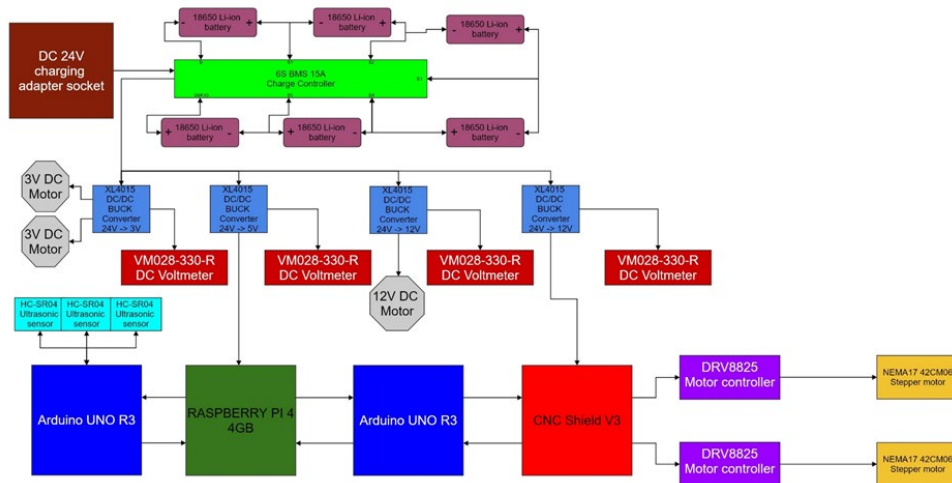 DC 24V
charging
adapter socket
- 18650 Li-ion +
battery
- 18650 Li-ion +
battery
- 18650 Li-ion +
battery
6S BMS 15A
Charge Controller
+ 18650 Li-ion -
battery
+ 18650 Li-ion -
battery
+ 18650 Li-ion -
battery
3V DC
Motor
3V DC
Motor
XL4015
DC/DC
BUCK
Converter
24V -> 3V
XL4015
DC/DC
BUCK
Converter
24V -> 5V
XL4015
DC/DC
BUCK
Converter
24V -> 12V
XL4015
DC/DC
BUCK
Converter
24V -> 12V
VM028-330-R
DC Voltmeter
VM028-330-R
DC Voltmeter
VM028-330-R
DC Voltmeter
VM028-330-R
DC Voltmeter
12V DC
Motor
HC-SR04
Ultrasonic
sensor
HC-SR04
Ultrasonic
sensor
HC-SR04
Ultrasonic
sensor
Arduino UNO R3
RASPBERRY PI 4
4GB
Arduino UNO R3
CNC Shield V3
DRV8825
Motor controller
NEMA17 42CM06
Stepper motor
DRV8825
Motor controller
NEMA17 42CM06
Stepper motor